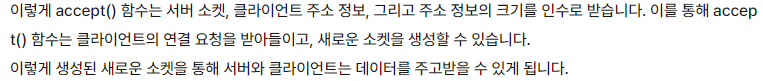 이렇게 accept() 함수는 서버 소켓, 클라이언트 주소 정보, 그리고 주소 정보의 크기를 인수로 받습니다. 이를 통해 accep
t() 함수는 클라이언트의 연결 요청을 받아들이고, 새로운 소켓을 생성할 수 있습니다.
이렇게 생성된 새로운 소켓을 통해 서버와 클라이언트는 데이터를 주고받을 수 있게 됩니다.